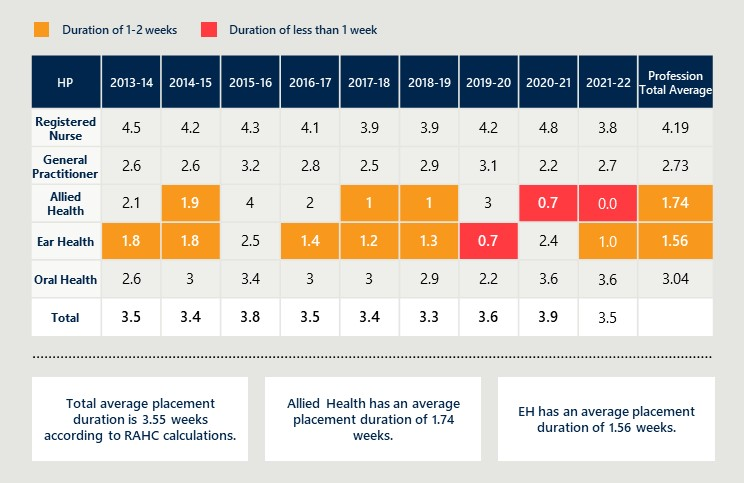 Duration of 1-2 weeks Duration of less than 1 week
HP 2013-14 2014-15 2015-16 2016-17 2017-18 2018-19 2019-20 2020-21 2021-22 Profession Total Average
Registered Nurse 4.5 4.2 4.3 4.1 3.9 3.9 4.2 4.8 3.8 4.19
General Practitioner 2.6 2.6 3.2 2.8 2.5 2.9 3.1 2.2 2.7 2.73
Allied Health 2.1 1.9 4 2 1 1 3 0.7 0.0 1.74
Ear Health 1.8 1.8 2.5 1.4 1.2 1.3 0.7 2.4 1.0 1.56
Oral Health 2.6 3 3.4 3 3 2.9 2.2 3.6 3.6 3.04
Total 3.5 3.4 3.8 3.5 3.4 3.3 3.6 3.9 3.5
Total average placement
duration is 3.55 weeks
according to RAHC calculations.
Allied Health has an average
placement duration of 1.74
weeks.
EH has an average placement
duration of 1.56 weeks.